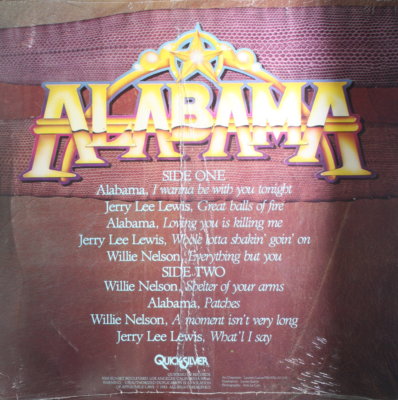 ALABAMA
SIDE ONE
Alabama, I wanna be with you tonight
Jerry Lee Lewis, Great balls of fire
Alabama, Loving you is killing me
Jerry Lee Lewis, Whole lotta shakin' goin' on
Willie Nelson, Everything but you
SIDE TWO
Willie Nelson, Shelter of your arms
Alabama, Patches
Willie Nelson, A moment isn't very long
Jerry Lee Lewis, What'l I say
QUICKSILVER